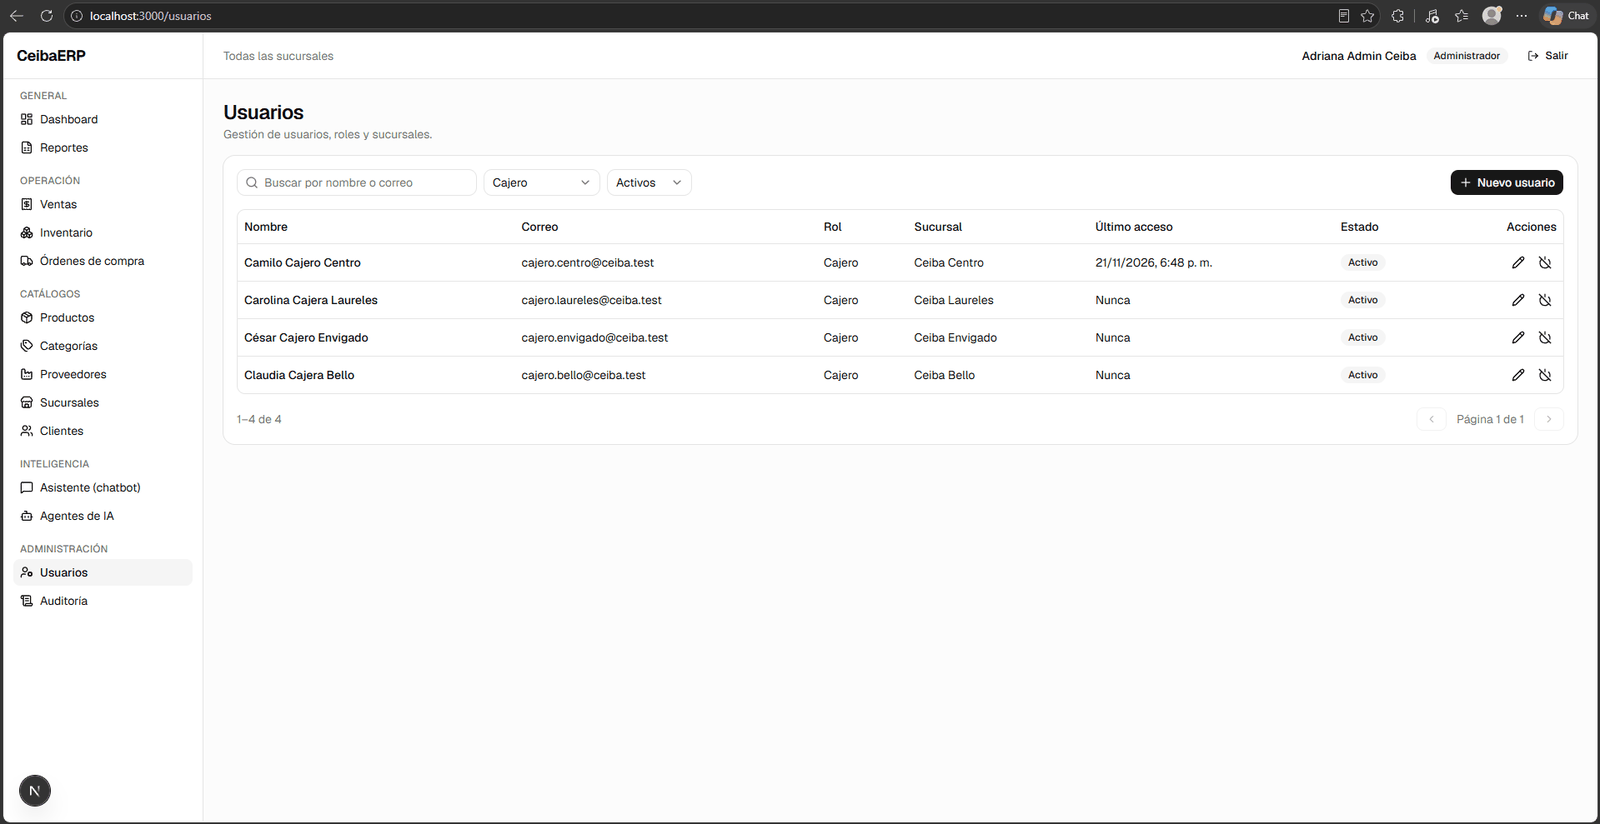 localhost:3000/usuarios
Chat
CeibaERP
Todas las sucursales
Adriana Admin Ceiba
Administrador
Salir
GENERAL
Dashboard
Reportes
OPERACIÓN
Ventas
Inventario
Órdenes de compra
CATÁLOGOS
Productos
Categorías
Proveedores
Sucursales
Clientes
INTELIGENCIA
Asistente (chatbot)
Agentes de IA
ADMINISTRACIÓN
Usuarios
Auditoría
N
Usuarios
Gestión de usuarios, roles y sucursales.
Buscar por nombre o correo
Cajero
Activos
Nuevo usuario
Nombre Correo Rol Sucursal Último acceso Estado Acciones
Camilo Cajero Centro cajero.centro@ceiba.test Cajero Ceiba Centro 21/11/2026, 6:48 p. m. Activo
Carolina Cajera Laureles cajero.laureles@ceiba.test Cajero Ceiba Laureles Nunca Activo
César Cajero Envigado cajero.envigado@ceiba.test Cajero Ceiba Envigado Nunca Activo
Claudia Cajera Bello cajero.bello@ceiba.test Cajero Ceiba Bello Nunca Activo
1–4 de 4
Página 1 de 1